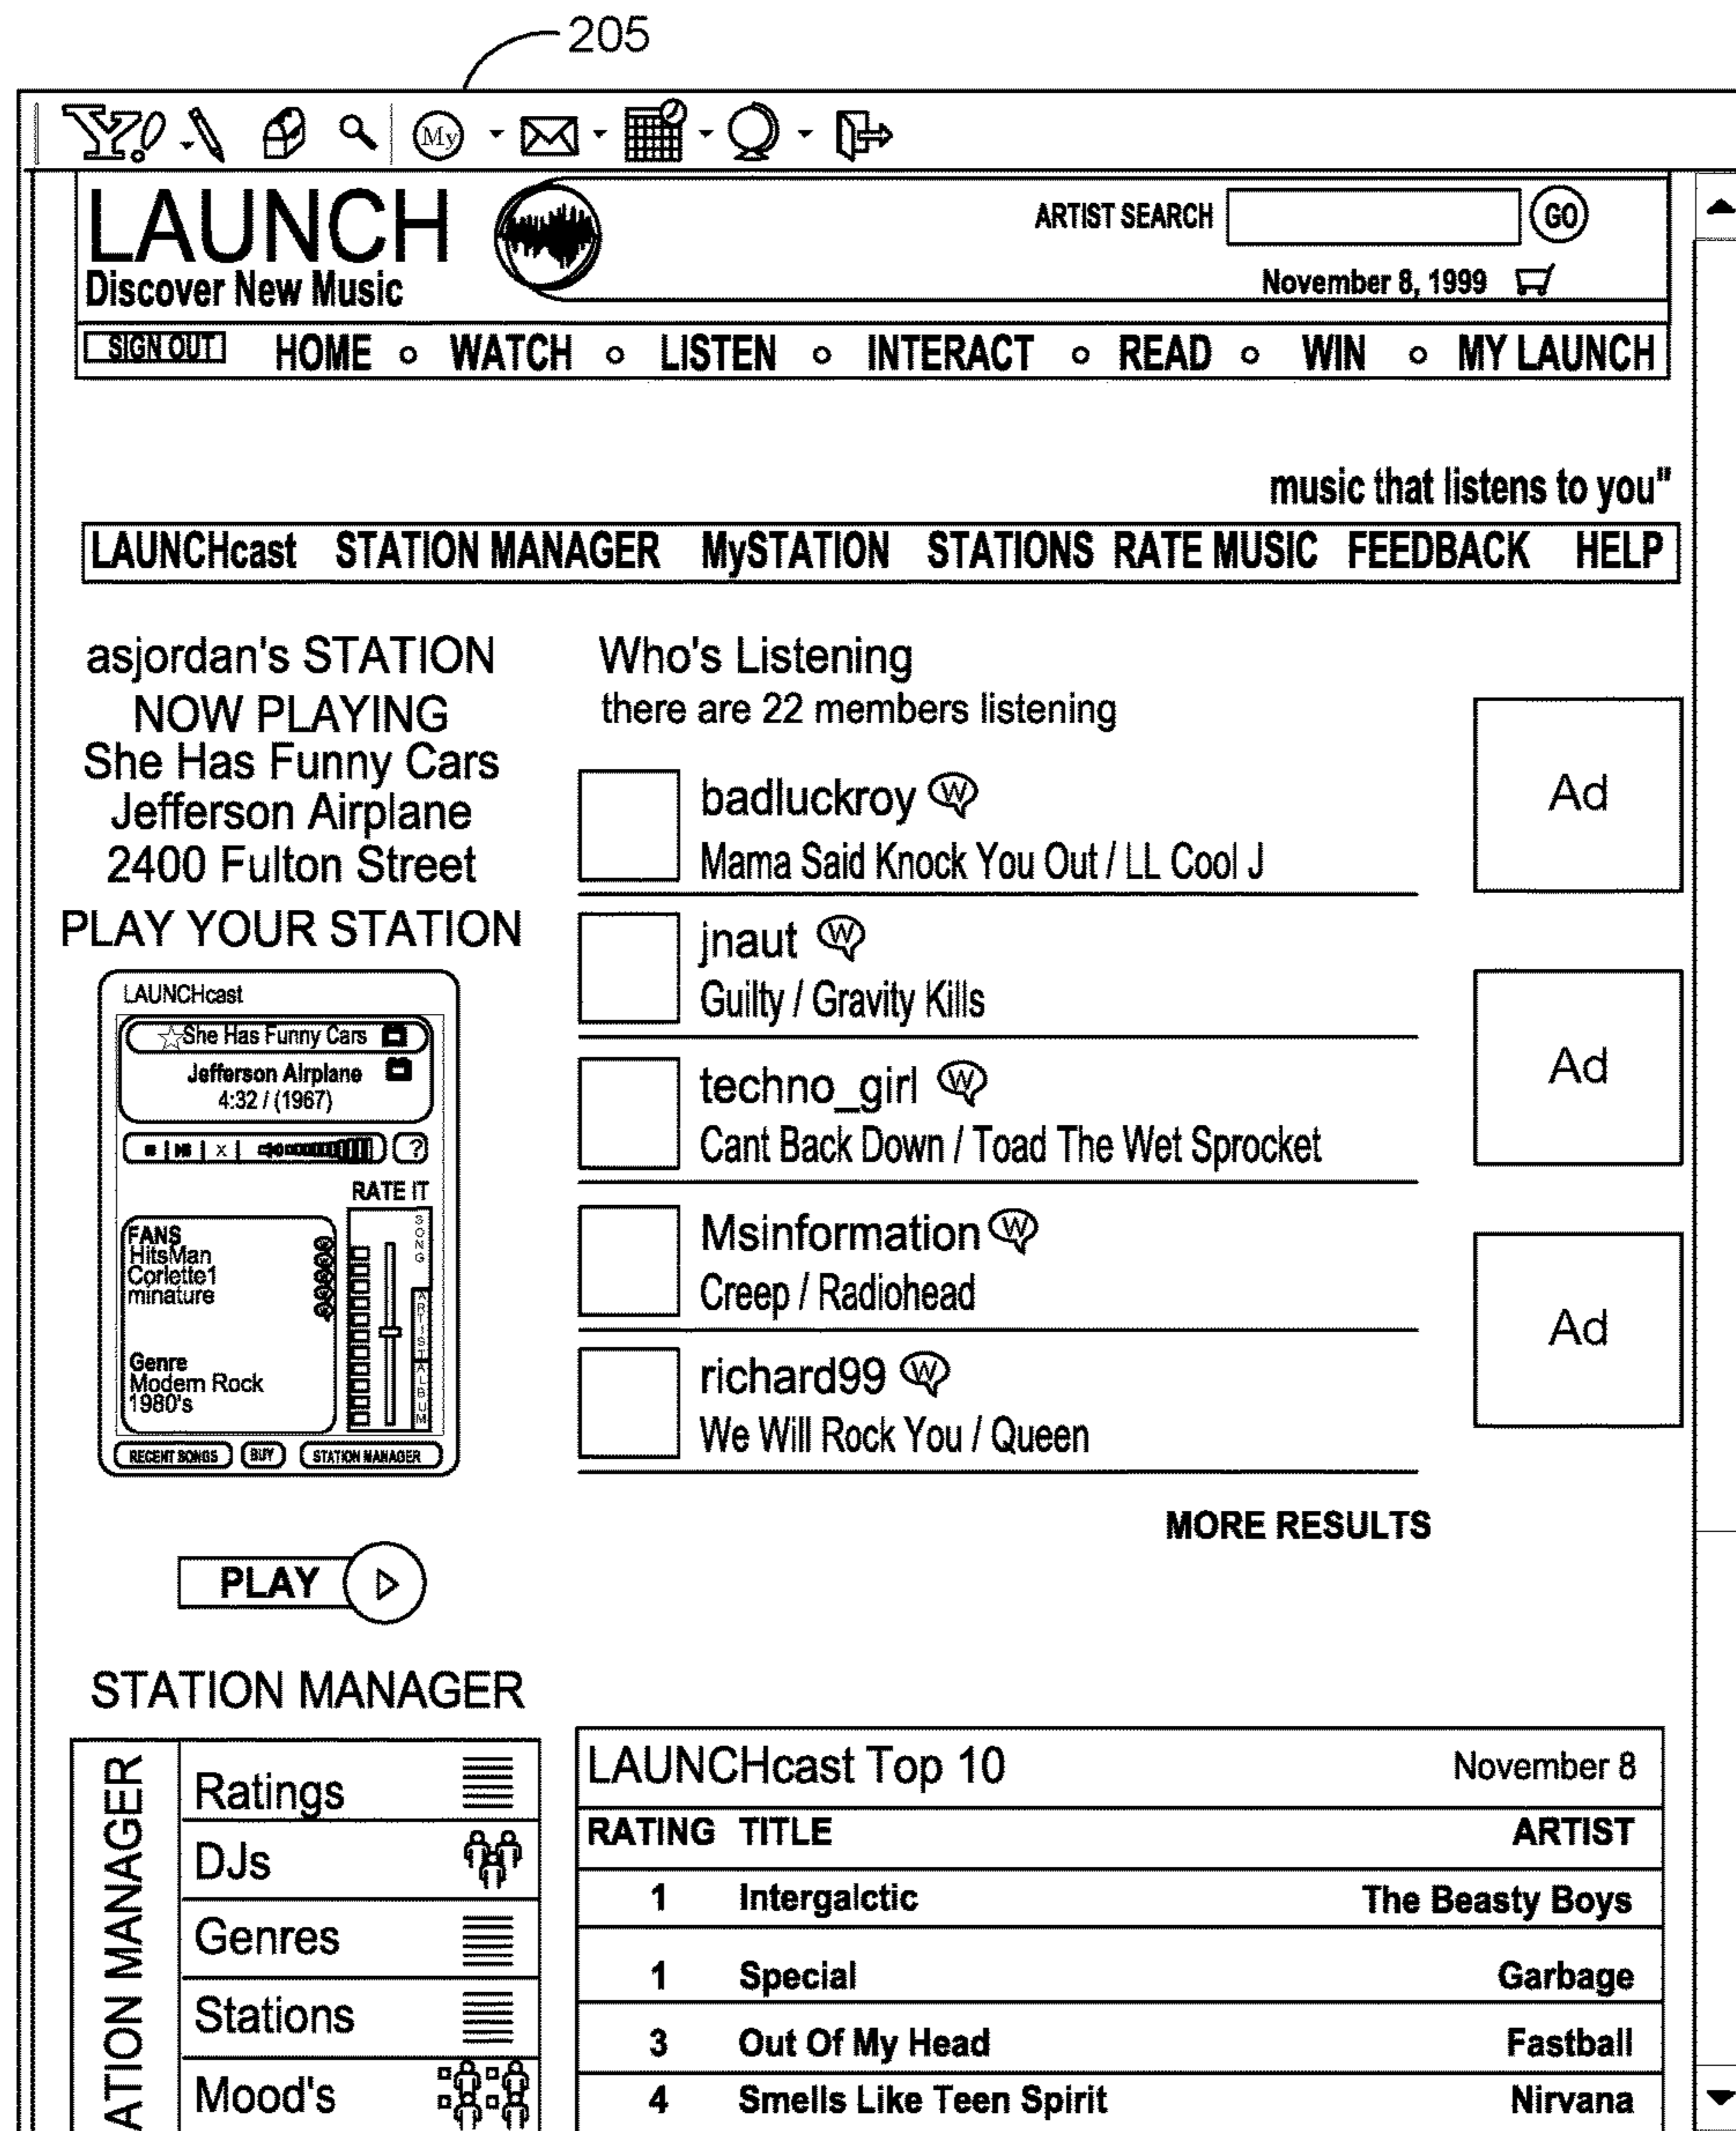 205
Y! My
LAUNCH
Discover New Music
ARTIST SEARCH GO
November 8, 1999
SIGN OUT HOME WATCH LISTEN INTERACT READ WIN MY LAUNCH
music that listens to you"
LAUNCHcast STATION MANAGER MySTATION STATIONS RATE MUSIC FEEDBACK HELP
asjordan's STATION
NOW PLAYING
She Has Funny Cars
Jefferson Airplane
2400 Fulton Street
PLAY YOUR STATION
LAUNCHcast
She Has Funny Cars
Jefferson Airplane
4:32 / (1967)
x ?
RATE IT
SONG
ARTIST
ALBUM
FANS
HitsMan
Corlette1
minature
Genre
Modern Rock
1980's
RECENT SONGS BUY STATION MANAGER
PLAY
Who's Listening
there are 22 members listening
badluckroy W
Mama Said Knock You Out / LL Cool J
jnaut W
Guilty / Gravity Kills
techno_girl W
Cant Back Down / Toad The Wet Sprocket
Msinformation W
Creep / Radiohead
richard99 W
We Will Rock You / Queen
MORE RESULTS
Ad
Ad
Ad
STATION MANAGER
ATION MANAGER
Ratings
DJs
Genres
Stations
Mood's
LAUNCHcast Top 10 November 8
RATING TITLE ARTIST
1 Intergalctic The Beasty Boys
1 Special Garbage
3 Out Of My Head Fastball
4 Smells Like Teen Spirit Nirvana